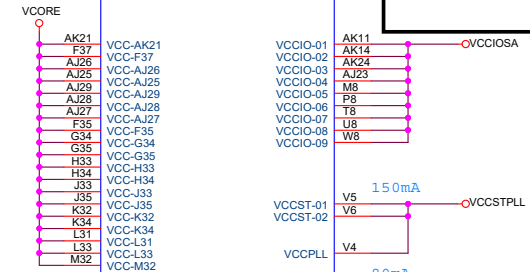 VCORE
AK21 VCC-AK21
F37 VCC-F37
AJ26 VCC-AJ26
AJ25 VCC-AJ25
AJ29 VCC-AJ29
AJ28 VCC-AJ28
AJ27 VCC-AJ27
F35 VCC-F35
G34 VCC-G34
G35 VCC-G35
H33 VCC-H33
H34 VCC-H34
J33 VCC-J33
J35 VCC-J35
K32 VCC-K32
K34 VCC-K34
L31 VCC-L31
L33 VCC-L33
M32 VCC-M32
VCCIO-01 AK11 VCCIOSA
VCCIO-02 AK14
VCCIO-03 AK24
VCCIO-04 AJ23
VCCIO-05 M8
VCCIO-06 P8
VCCIO-07 T8
VCCIO-08 U8
VCCIO-09 W8
150mA
VCCST-01 V5 VCCSTPLL
VCCST-02 V6
VCCPLL V4